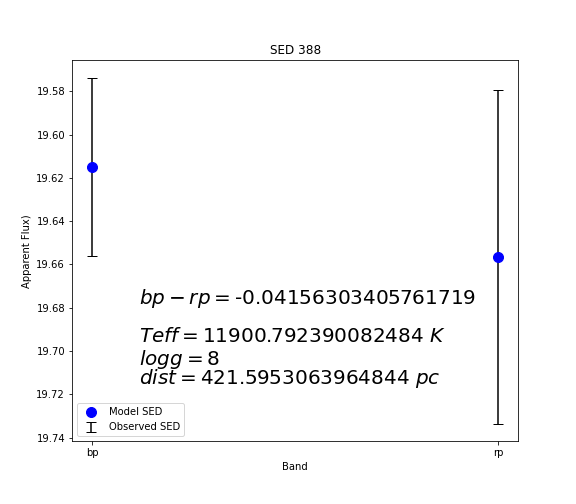 SED 388
19.58
19.60
19.62
19.64
19.66
19.68
19.70
19.72
19.74
Apparent Flux)
bp − rp = -0.04156303405761719
Teff = 11900.792390082484 K
logg = 8
dist = 421.5953063964844 pc
Model SED
Observed SED
bp
rp
Band